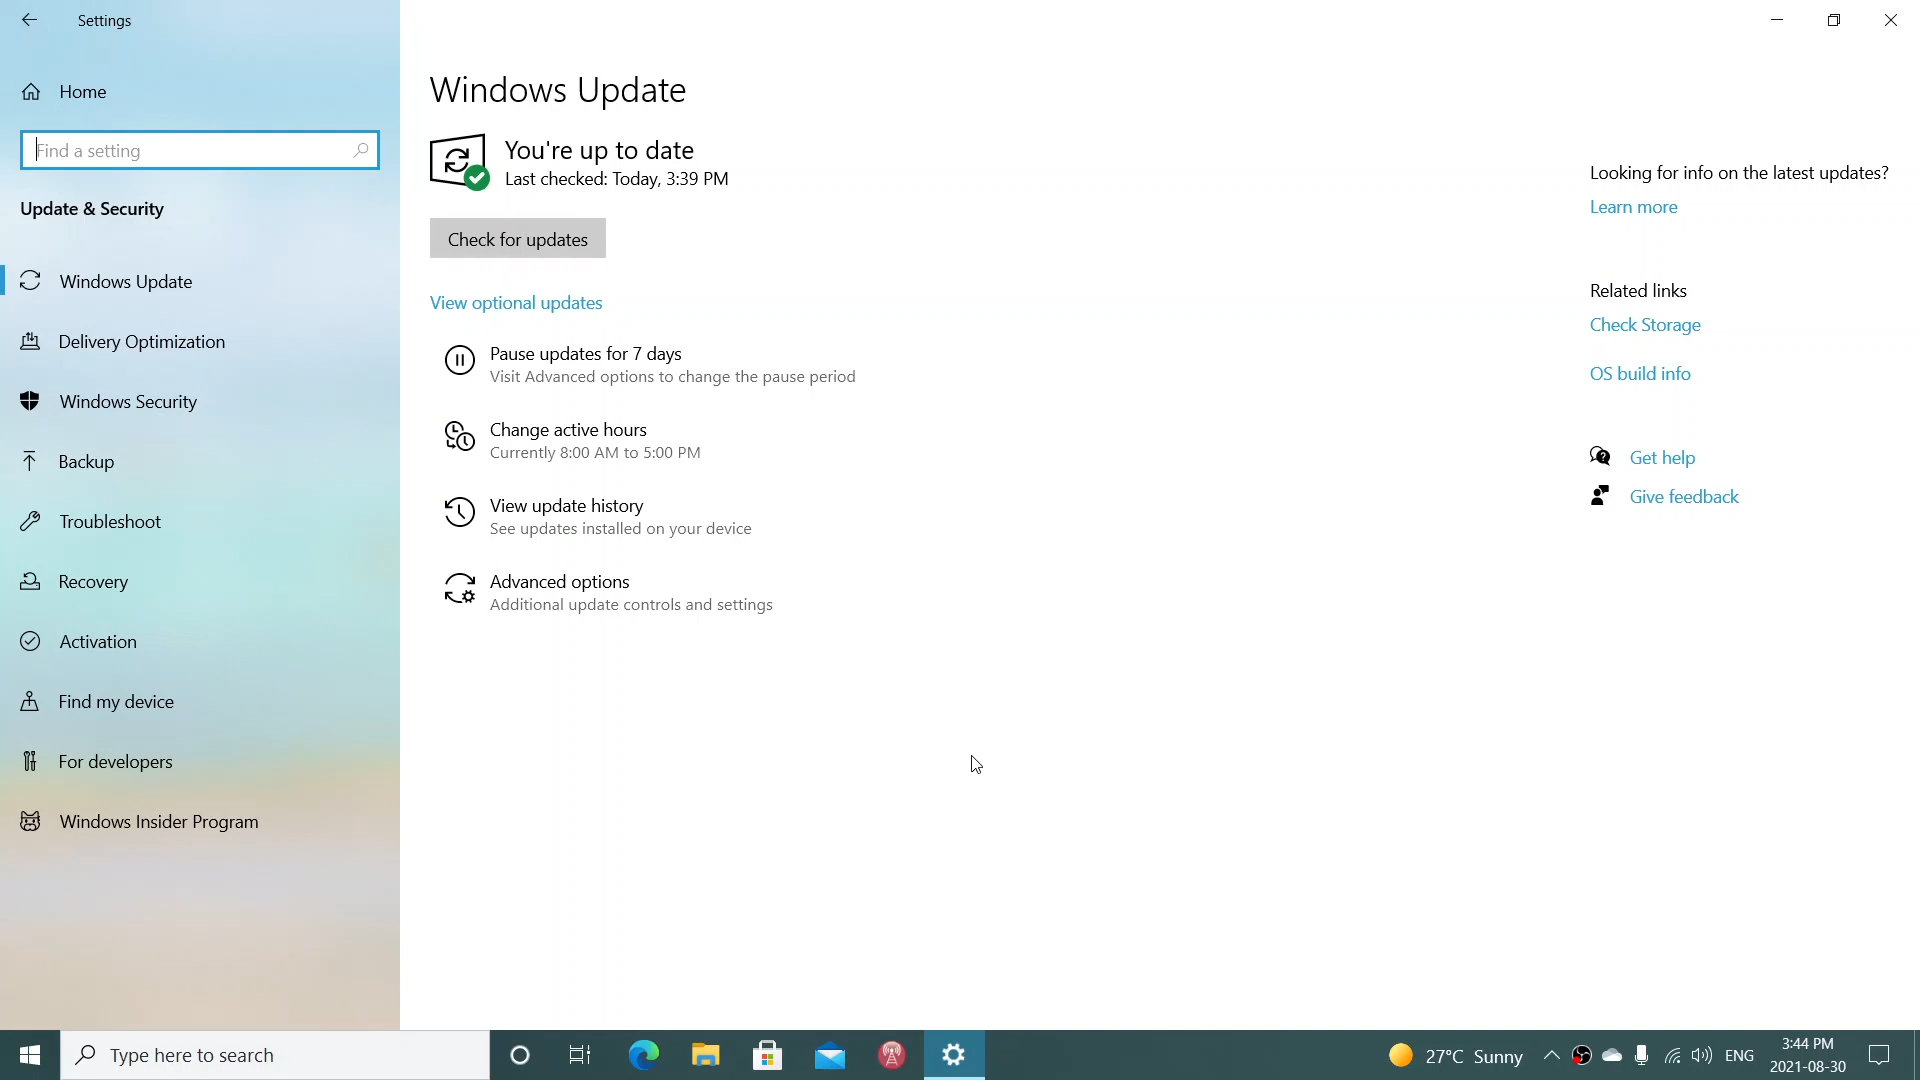 Settings
Home
Find a setting
Update & Security
Windows Update
Delivery Optimization
Windows Security
Backup
Troubleshoot
Recovery
Activation
Find my device
For developers
Windows Insider Program
Windows Update
You're up to date
Last checked: Today, 3:39 PM
Check for updates
View optional updates
Pause updates for 7 days
Visit Advanced options to change the pause period
Change active hours
Currently 8:00 AM to 5:00 PM
View update history
See updates installed on your device
Advanced options
Additional update controls and settings
Looking for info on the latest updates?
Learn more
Related links
Check Storage
OS build info
Get help
Give feedback
Type here to search
27°C Sunny
ENG
3:44 PM
2021-08-30